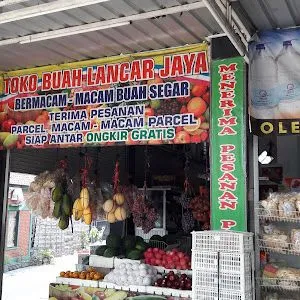 TOKO BUAH LANCAR JAYA
BERMACAM - MACAM BUAH SEGAR
TERIMA PESANAN
PARCEL MACAM - MACAM PARCEL
SIAP ANTAR ONGKIR GRATIS
MENERIMA PESANAN P
OLE